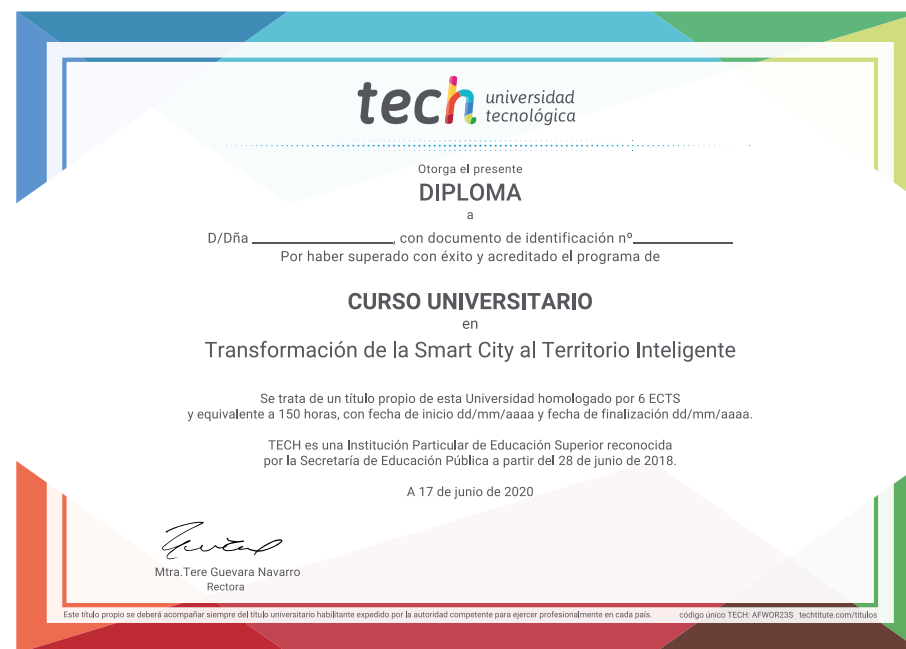 tech universidad
tecnológica
Otorga el presente
DIPLOMA
a
D/Dña ____________________, con documento de identificación nº______________
Por haber superado con éxito y acreditado el programa de
CURSO UNIVERSITARIO
en
Transformación de la Smart City al Territorio Inteligente
Se trata de un título propio de esta Universidad homologado por 6 ECTS
y equivalente a 150 horas, con fecha de inicio dd/mm/aaaa y fecha de finalización dd/mm/aaaa.
TECH es una Institución Particular de Educación Superior reconocida
por la Secretaría de Educación Pública a partir del 28 de junio de 2018.
A 17 de junio de 2020
Mtra.Tere Guevara Navarro
Rectora
Este título propio se deberá acompañar siempre del título universitario habilitante expedido por la autoridad competente para ejercer profesionalmente en cada país. código único TECH: AFWOR23S techtitute.com/titulos